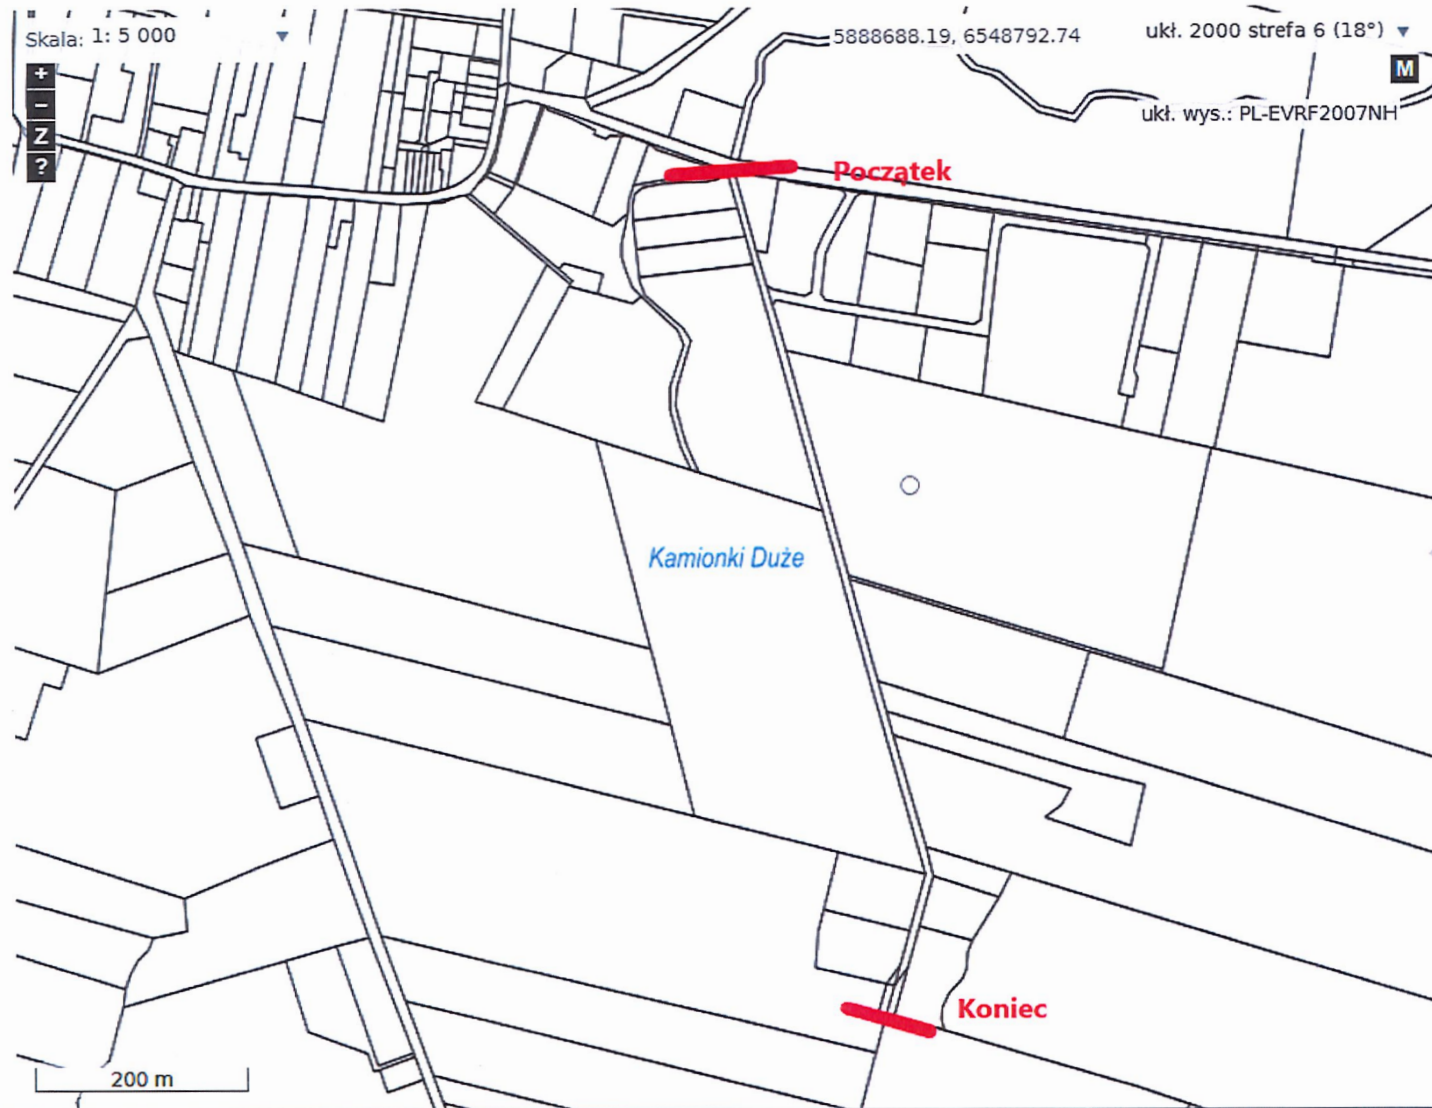 Skala: 1: 5 000
5888688.19, 6548792.74
ukł. 2000 strefa 6 (18°)
+
M
−
ukł. wys.: PL-EVRF2007NH
Z
?
Początek
Kamionki Duże
Koniec
200 m